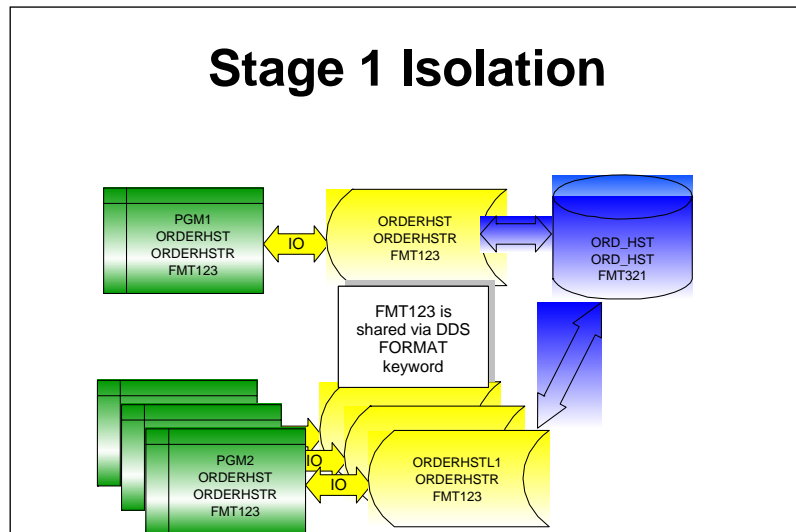 Stage 1 Isolation
PGM1
ORDERHST
ORDERHSTR
FMT123
IO
ORDERHST
ORDERHSTR
FMT123
ORD_HST
ORD_HST
FMT321
FMT123 is
shared via DDS
FORMAT
keyword
PGM2
ORDERHST
ORDERHSTR
FMT123
IO
IO
ORDERHSTL1
ORDERHSTR
FMT123